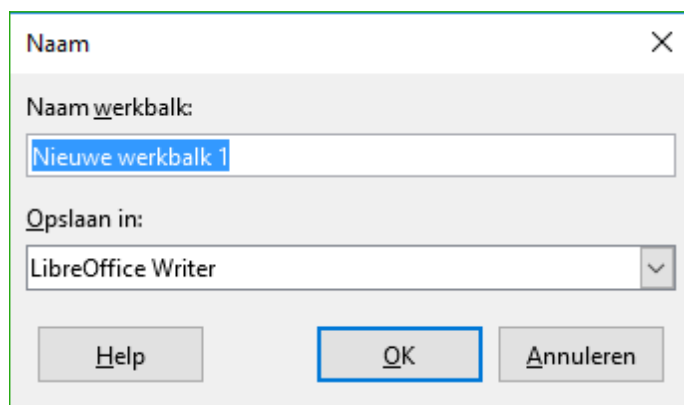 Naam
Naam werkbalk:
Nieuwe werkbalk 1
Opslaan in:
LibreOffice Writer
Help OK Annuleren